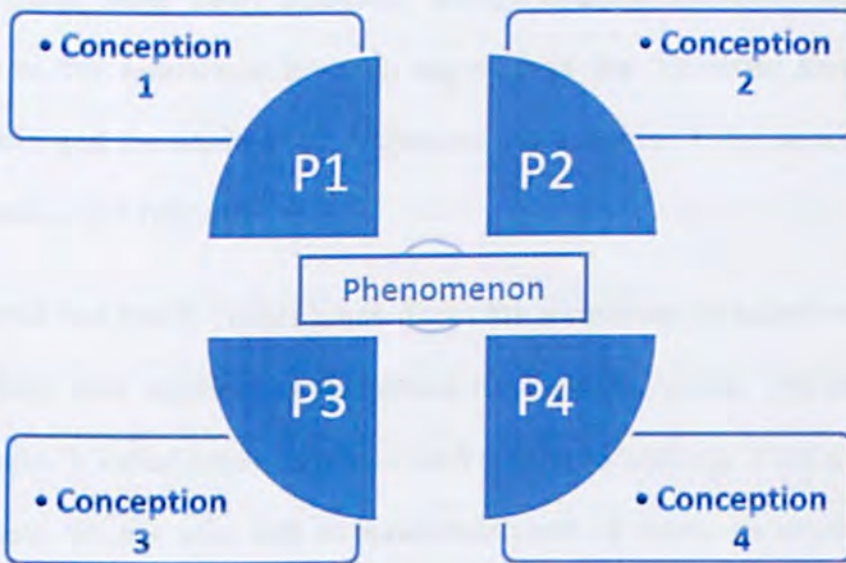 • Conception
1
• Conception
2
P1
P2
Phenomenon
P3
P4
• Conception
3
• Conception
4